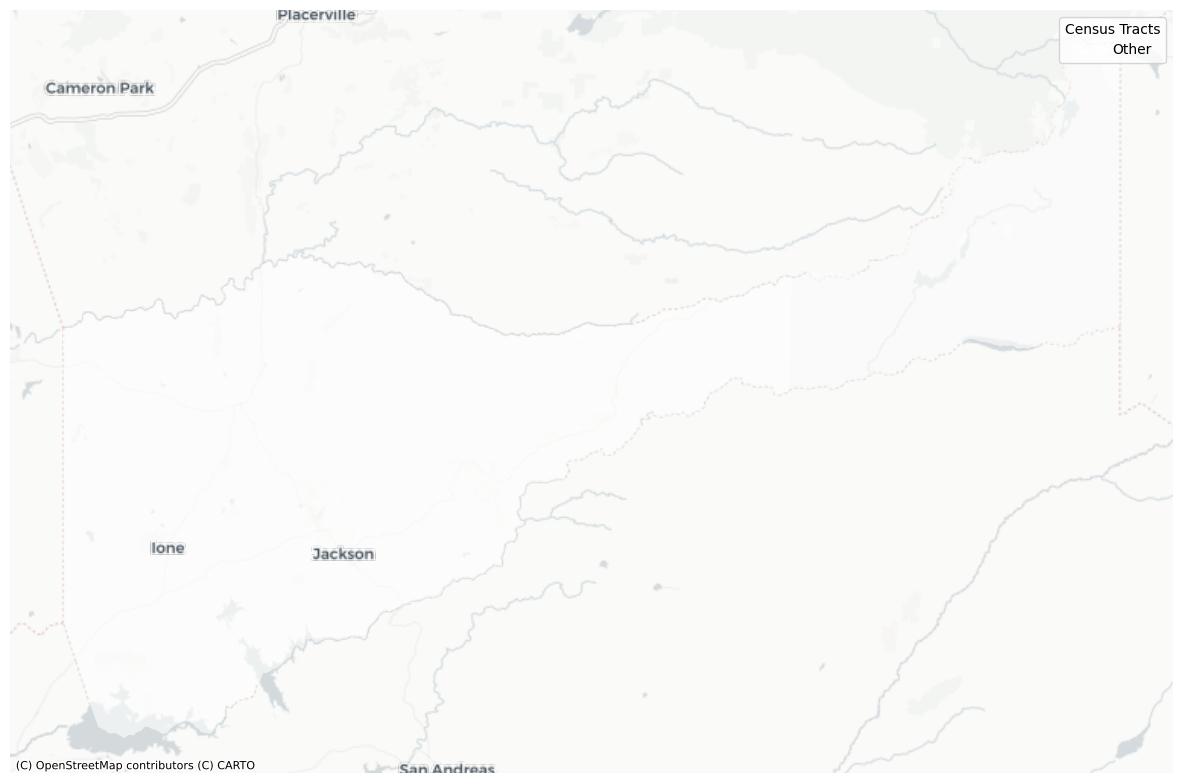 Placerville
Census Tracts
Other
Cameron Park
Ione
Jackson
San Andreas
(C) OpenStreetMap contributors (C) CARTO